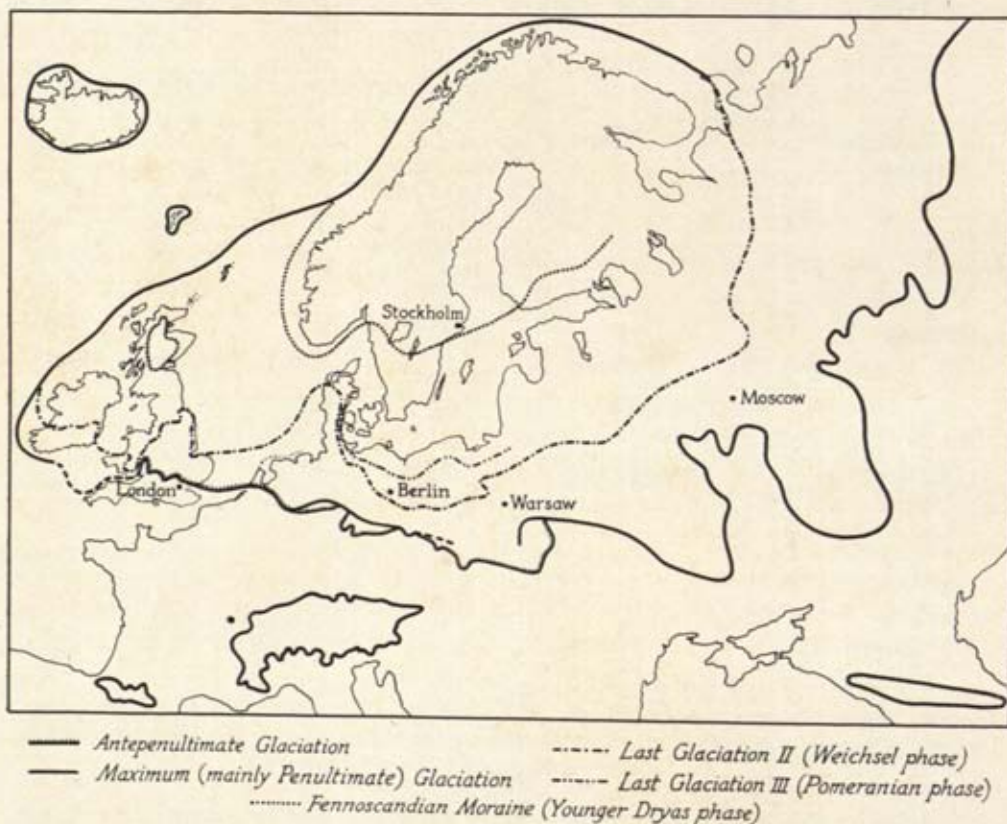 Stockholm
Moscow
London
Berlin
Warsaw
Antepenultimate Glaciation
Maximum (mainly Penultimate) Glaciation
Last Glaciation II (Weichsel phase)
Last Glaciation III (Pomeranian phase)
Fennoscandian Moraine (Younger Dryas phase)